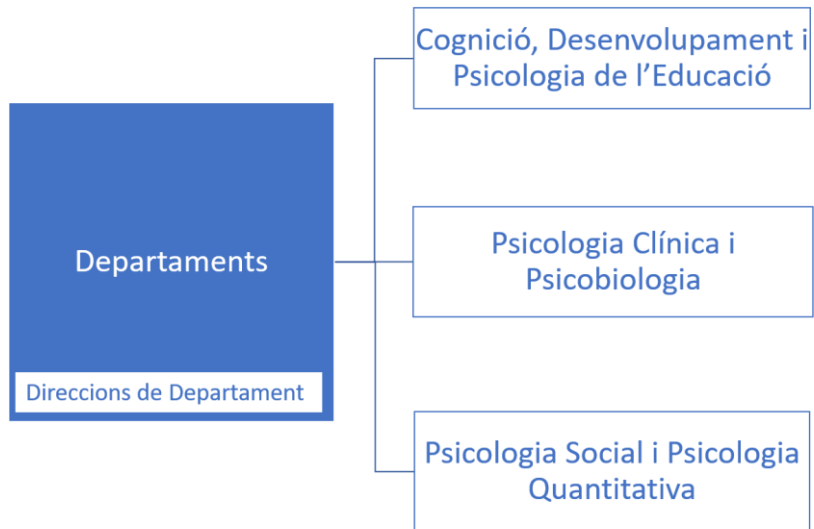 Cognició, Desenvolupament i
Psicologia de l’Educació
Departaments
Psicologia Clínica i
Psicobiologia
Direccions de Departament
Psicologia Social i Psicologia
Quantitativa